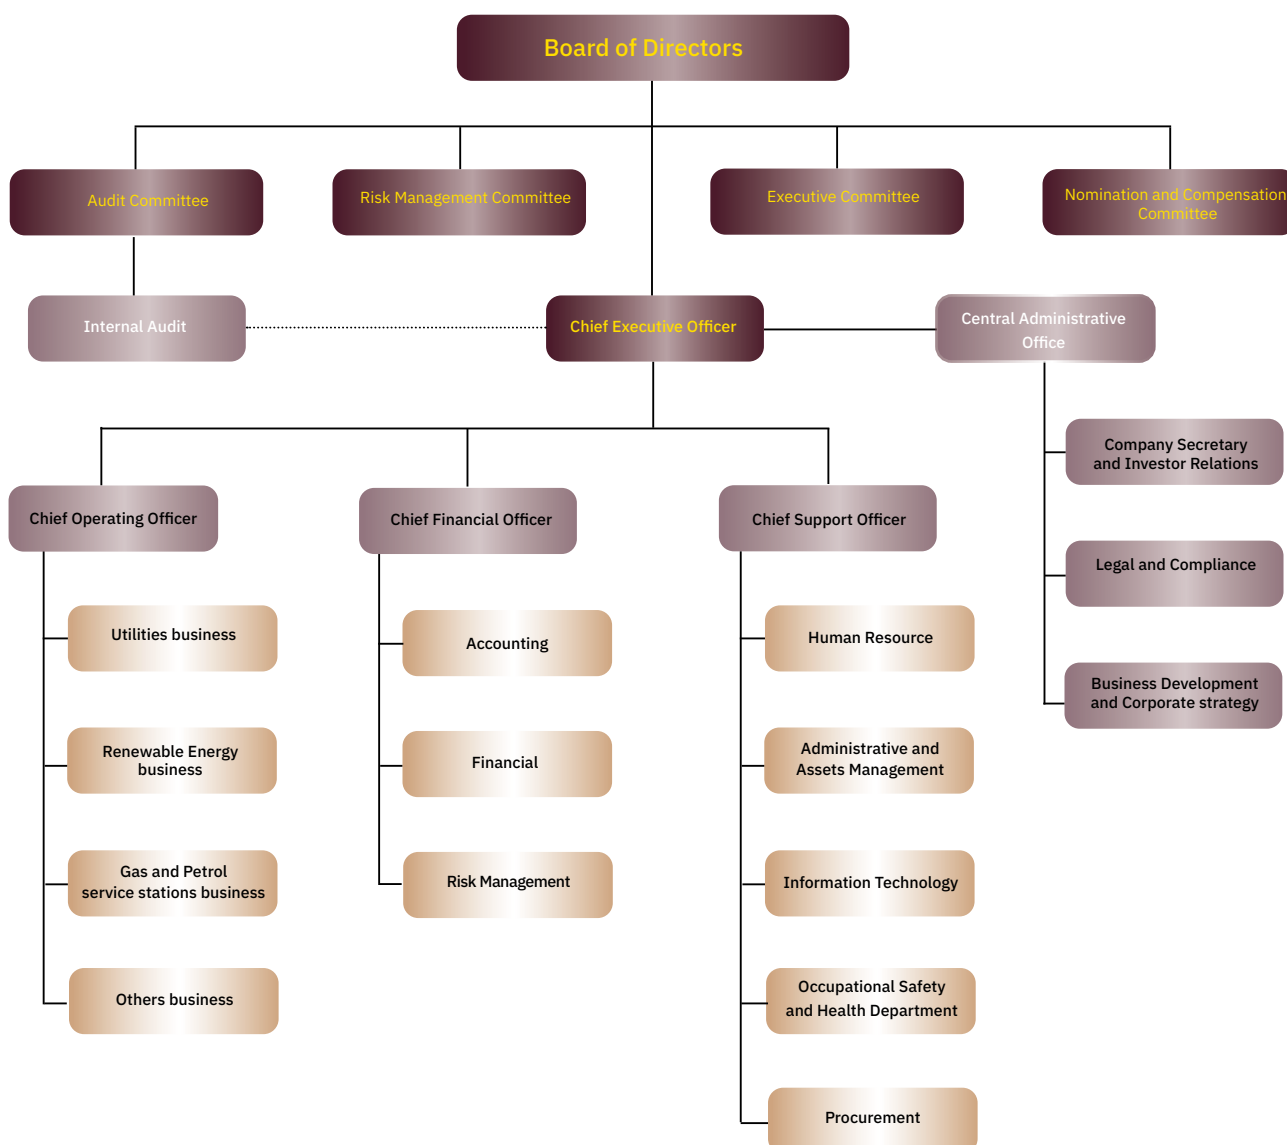 Board of Directors
Audit Committee
Risk Management Committee
Executive Committee
Nomination and Compensation
Committee
Internal Audit
Chief Executive Officer
Central Administrative
Office
Company Secretary
and Investor Relations
Legal and Compliance
Business Development
and Corporate strategy
Chief Operating Officer
Chief Financial Officer
Chief Support Officer
Utilities business
Renewable Energy
business
Gas and Petrol
service stations business
Others business
Accounting
Financial
Risk Management
Human Resource
Administrative and
Assets Management
Information Technology
Occupational Safety
and Health Department
Procurement